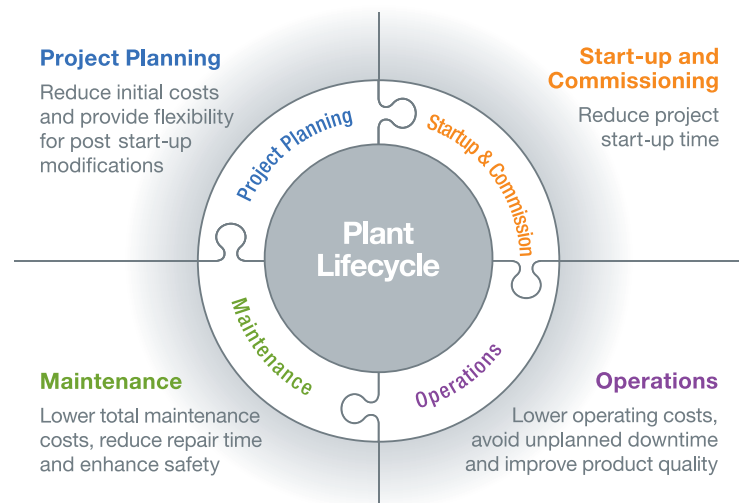 Project Planning
Reduce initial costs
and provide flexibility
for post start-up
modifications
Start-up and
Commissioning
Reduce project
start-up time
Project Planning
Startup & Commission
Plant
Lifecycle
Maintenance
Operations
Maintenance
Lower total maintenance
costs, reduce repair time
and enhance safety
Operations
Lower operating costs,
avoid unplanned downtime
and improve product quality